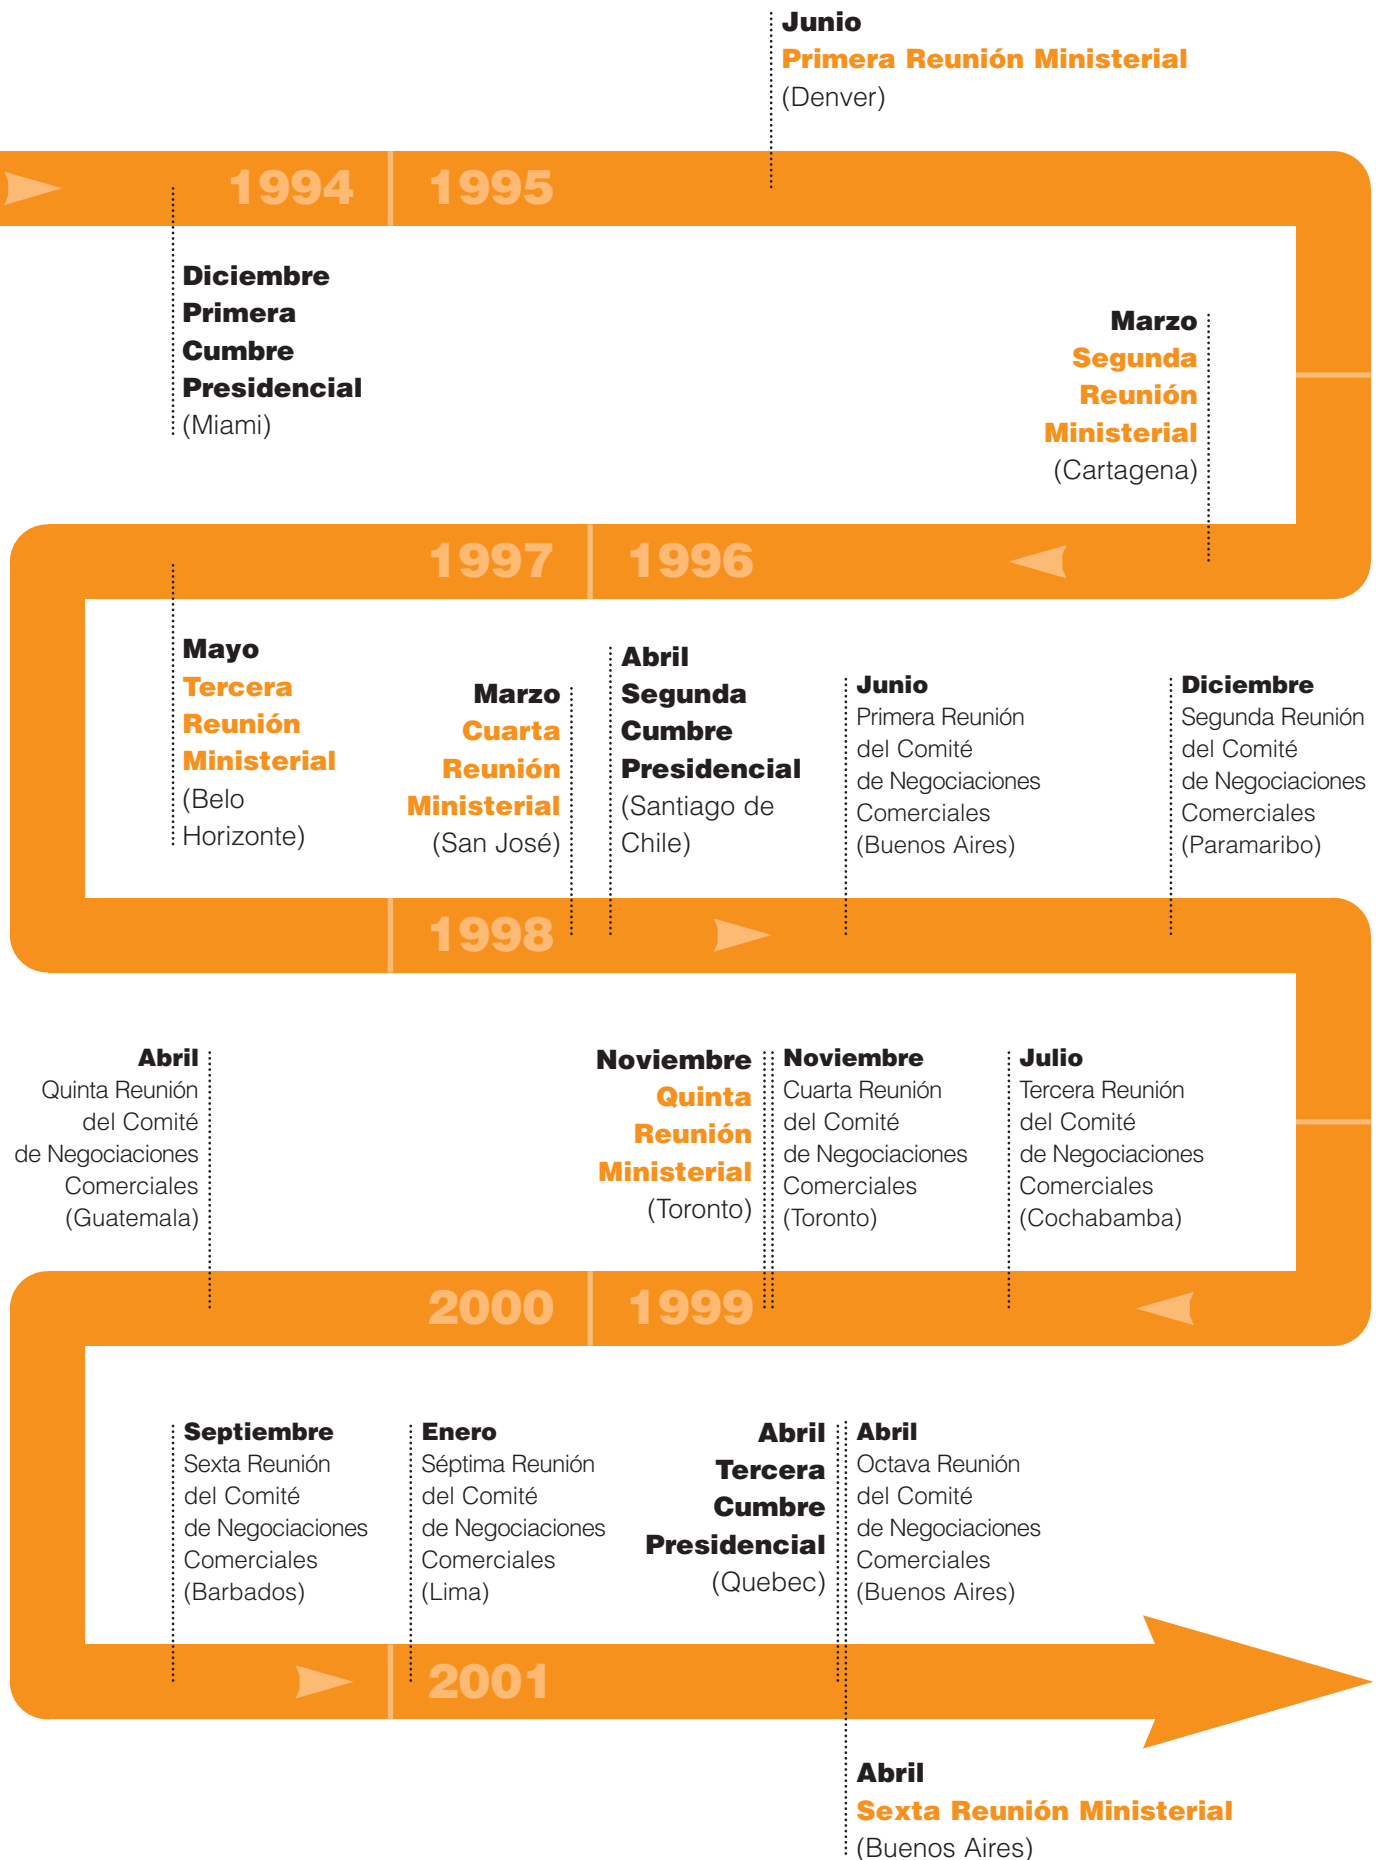 Junio
Primera Reunión Ministerial
(Denver)
1994
1995
Diciembre
Primera
Cumbre
Presidencial
(Miami)
Marzo
Segunda
Reunión
Ministerial
(Cartagena)
1997
1996
Mayo
Tercera
Reunión
Ministerial
(Belo
Horizonte)
Marzo
Cuarta
Reunión
Ministerial
(San José)
Abril
Segunda
Cumbre
Presidencial
(Santiago de
Chile)
Junio
Primera Reunión
del Comité
de Negociaciones
Comerciales
(Buenos Aires)
Diciembre
Segunda Reunión
del Comité
de Negociaciones
Comerciales
(Paramaribo)
1998
Abril
Quinta Reunión
del Comité
de Negociaciones
Comerciales
(Guatemala)
Noviembre
Quinta
Reunión
Ministerial
(Toronto)
Noviembre
Cuarta Reunión
del Comité
de Negociaciones
Comerciales
(Toronto)
Julio
Tercera Reunión
del Comité
de Negociaciones
Comerciales
(Cochabamba)
2000
1999
Septiembre
Sexta Reunión
del Comité
de Negociaciones
Comerciales
(Barbados)
Enero
Séptima Reunión
del Comité
de Negociaciones
Comerciales
(Lima)
Abril
Tercera
Cumbre
Presidencial
(Quebec)
Abril
Octava Reunión
del Comité
de Negociaciones
Comerciales
(Buenos Aires)
2001
Abril
Sexta Reunión Ministerial
(Buenos Aires)